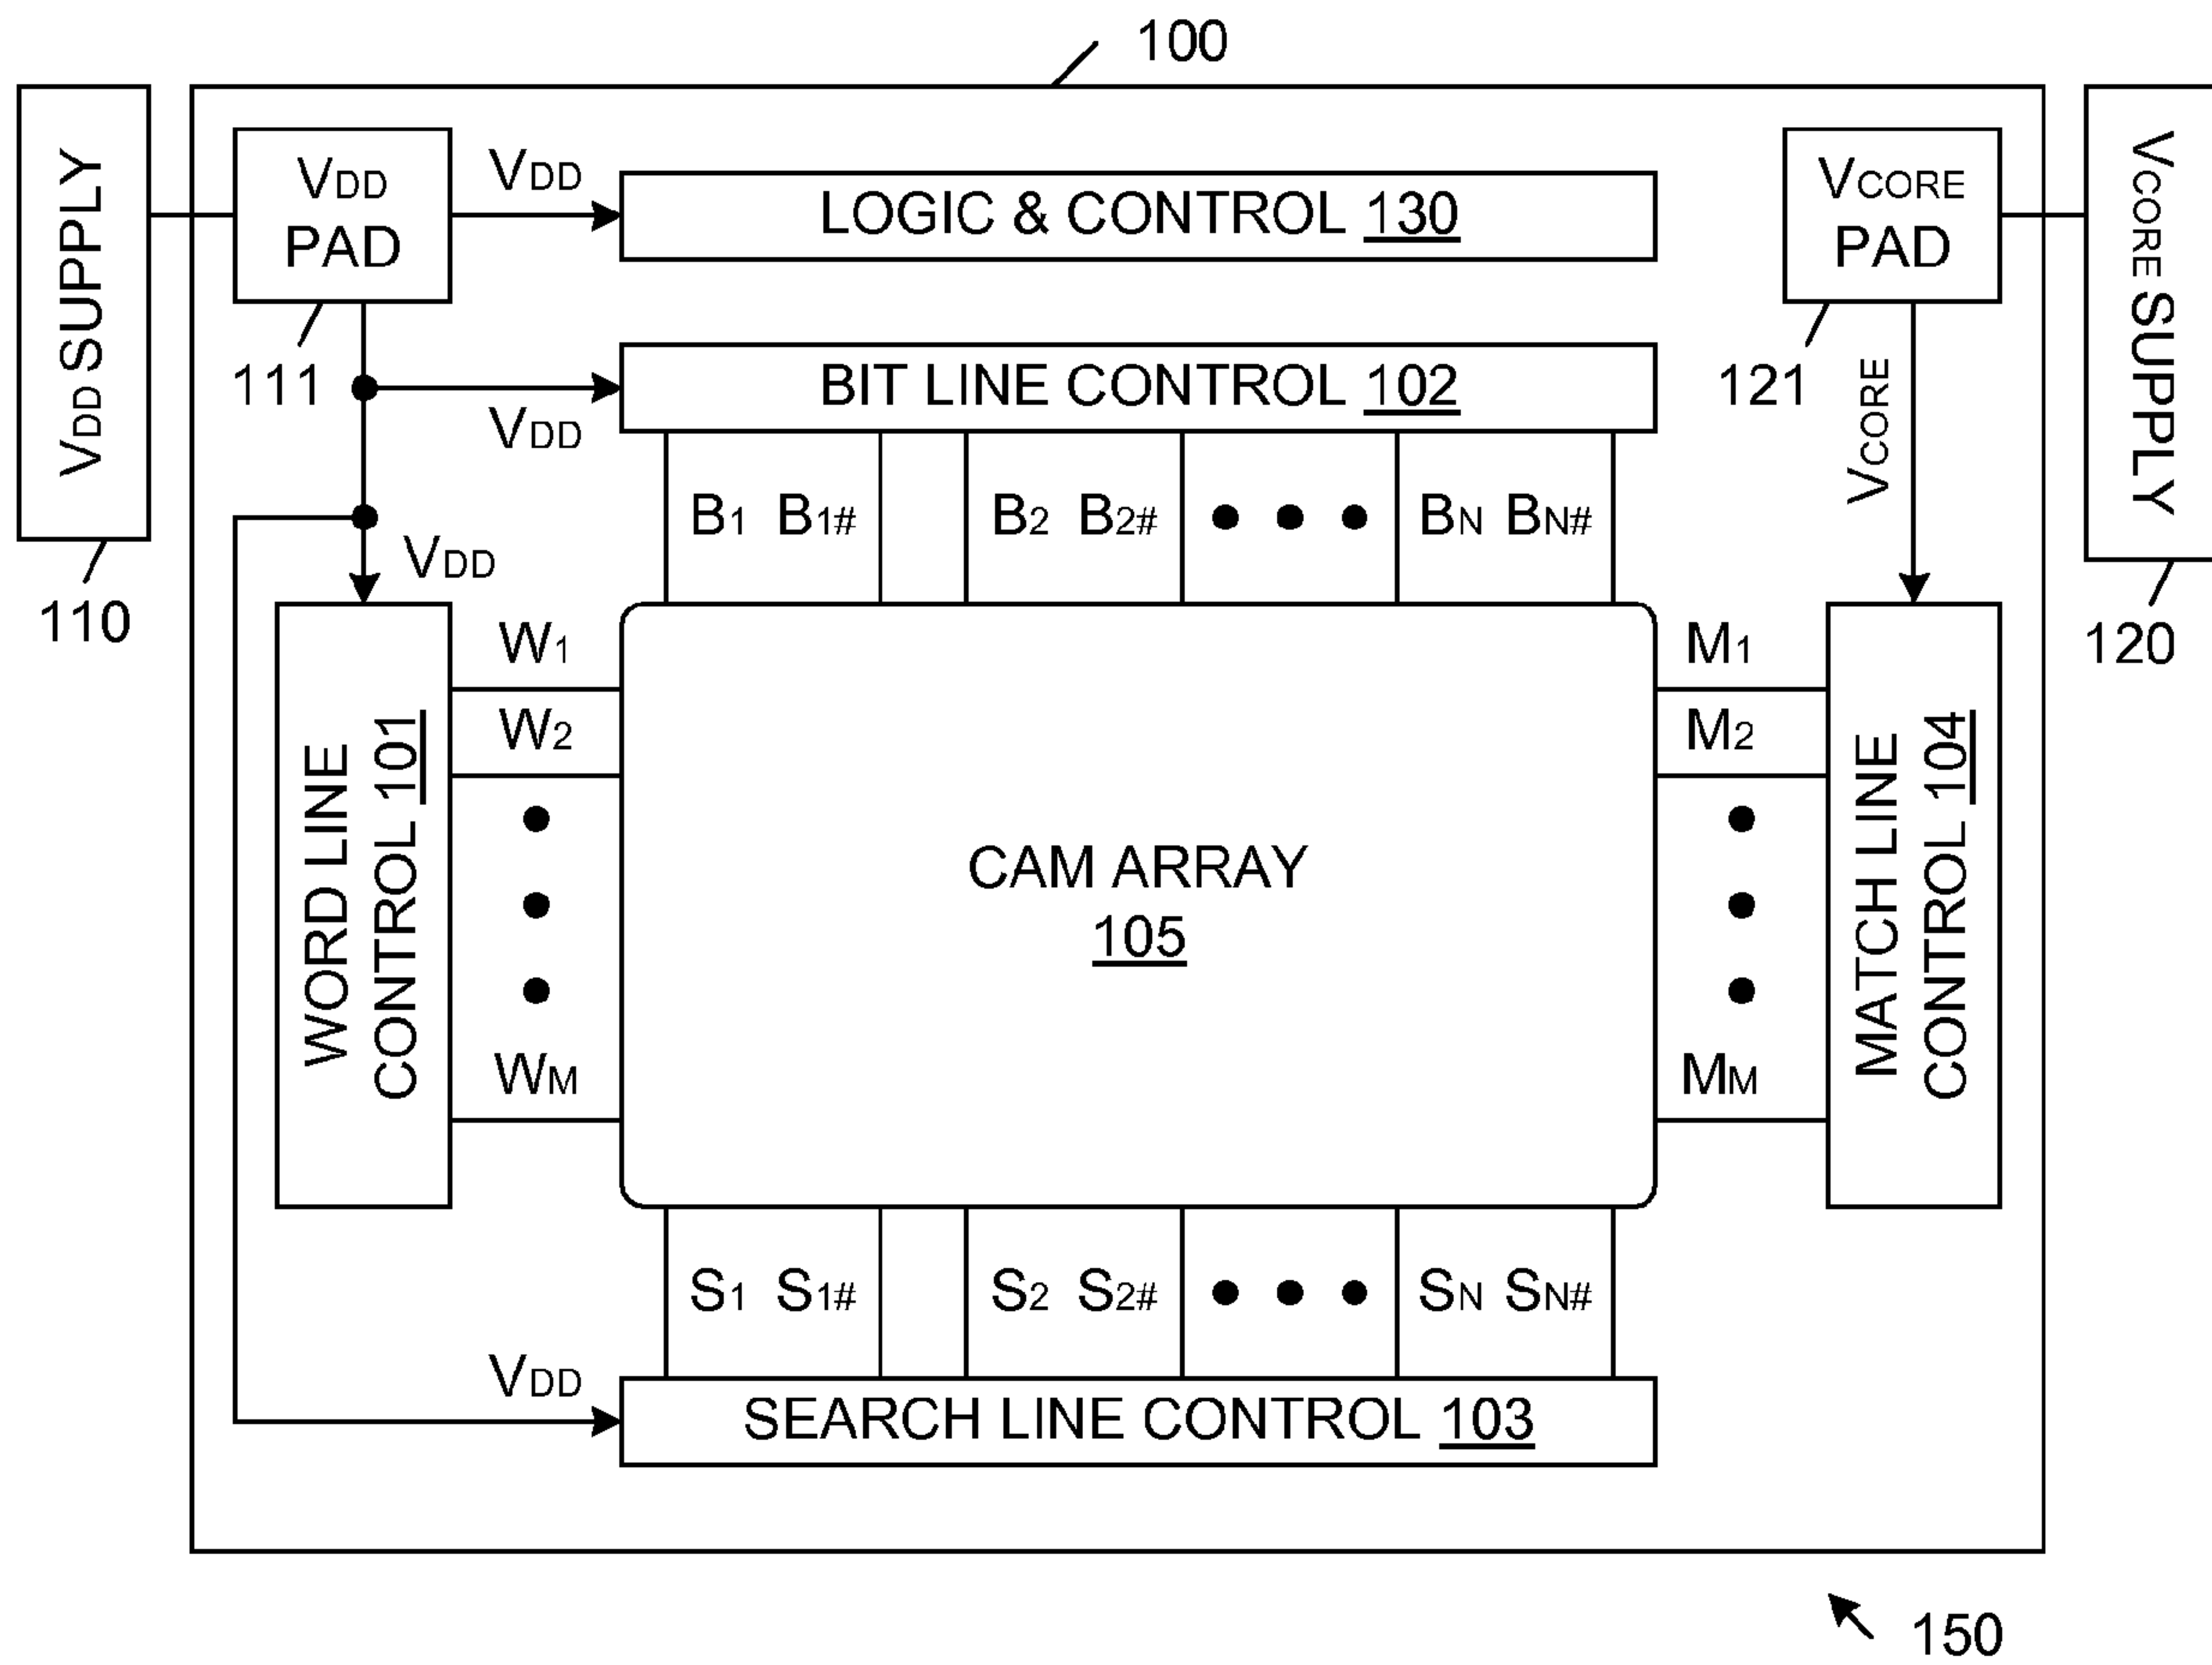 100
VDD SUPPLY
110
VDD
PAD
111
VDD
LOGIC & CONTROL 130
VCORE
PAD
121
VCORE SUPPLY
120
VDD
BIT LINE CONTROL 102
VCORE
B1 B1# B2 B2# ● ● ● BN BN#
VDD
WORD LINE
CONTROL 101
W1
W2
●
●
●
WM
CAM ARRAY
105
M1
M2
●
●
●
MM
MATCH LINE
CONTROL 104
S1 S1# S2 S2# ● ● ● SN SN#
VDD
SEARCH LINE CONTROL 103
150